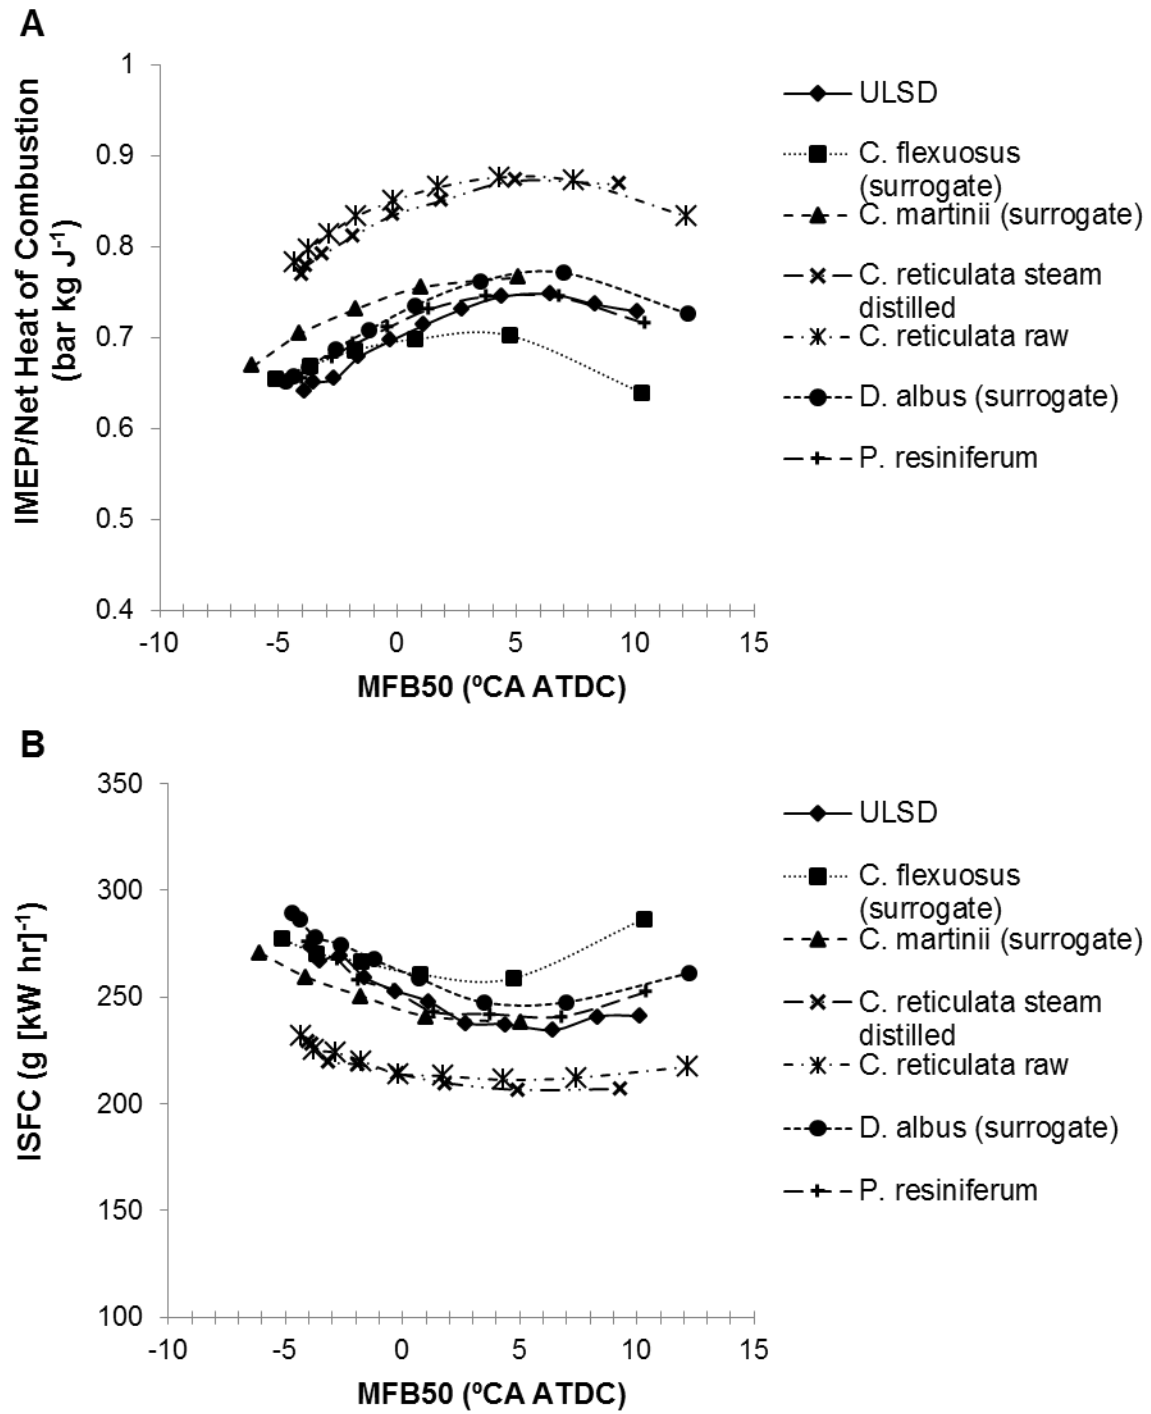 A
IMEP/Net Heat of Combustion
(bar kg J-1)
1
0.9
0.8
0.7
0.6
0.5
0.4
-10
-5
0
5
10
15
MFB50 (ºCA ATDC)
ULSD
C. flexuosus
(surrogate)
C. martinii (surrogate)
C. reticulata steam
distilled
C. reticulata raw
D. albus (surrogate)
P. resiniferum
B
ISFC (g [kW hr]-1)
350
300
250
200
150
100
-10
-5
0
5
10
15
MFB50 (ºCA ATDC)
ULSD
C. flexuosus
(surrogate)
C. martinii (surrogate)
C. reticulata steam
distilled
C. reticulata raw
D. albus (surrogate)
P. resiniferum